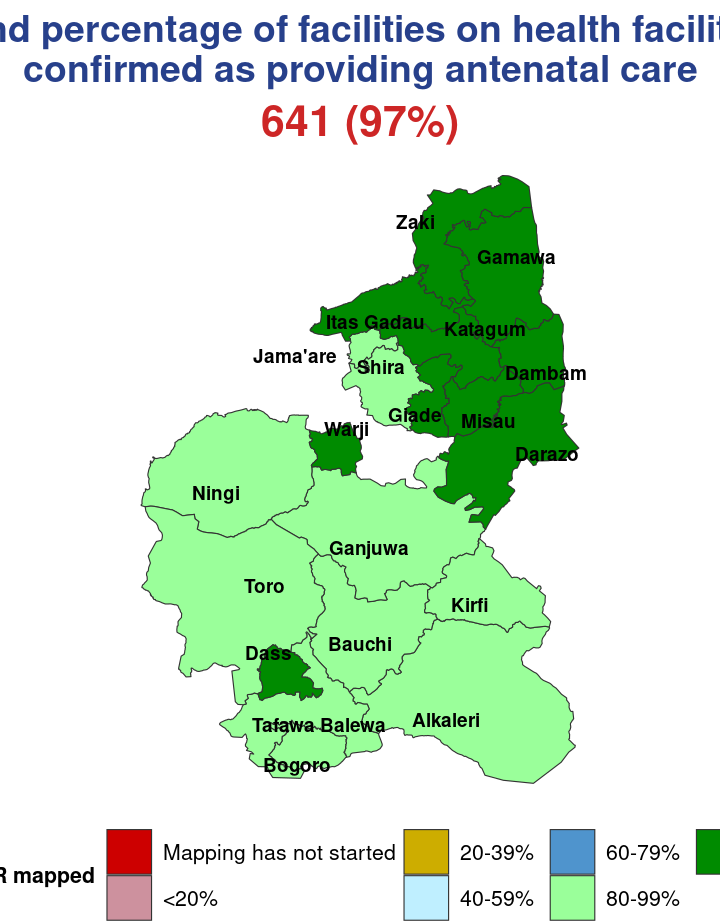 percentage of facilities on health
confirmed as providing antenatal care
641 (97%)
Zaki
Gamawa
Itas Gadau
Katagum
Jama'are
Shira
Dambam
Giade
Misau
Warji
Darazo
Ningi
Ganjuwa
Toro
Kirfi
Bauchi
Dass
Tafawa Balewa
Alkaleri
Bogoro
mapped
Mapping has not started
20-39%
60-79%
<20%
40-59%
80-99%